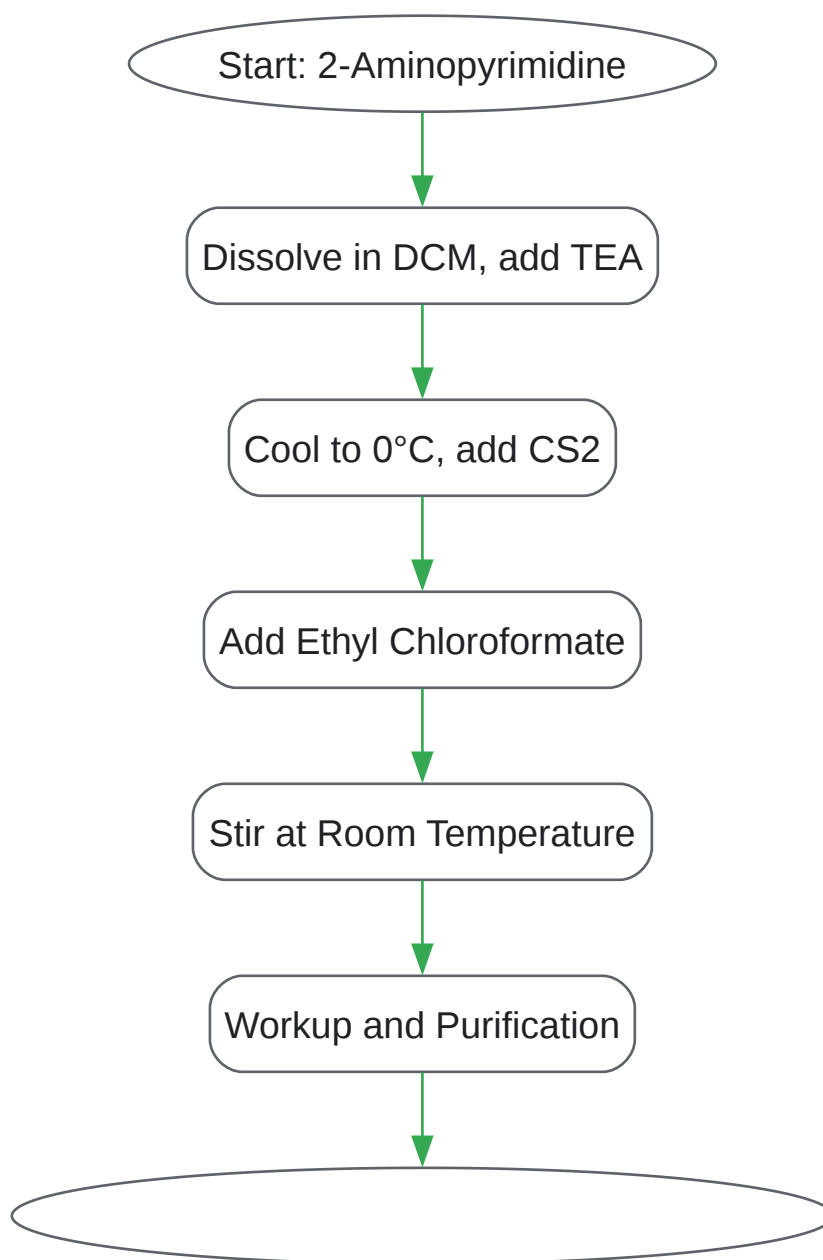 Start: 2-Aminopyrimidine
Dissolve in DCM, add TEA
Cool to 0°C, add CS2
Add Ethyl Chloroformate
Stir at Room Temperature
Workup and Purification